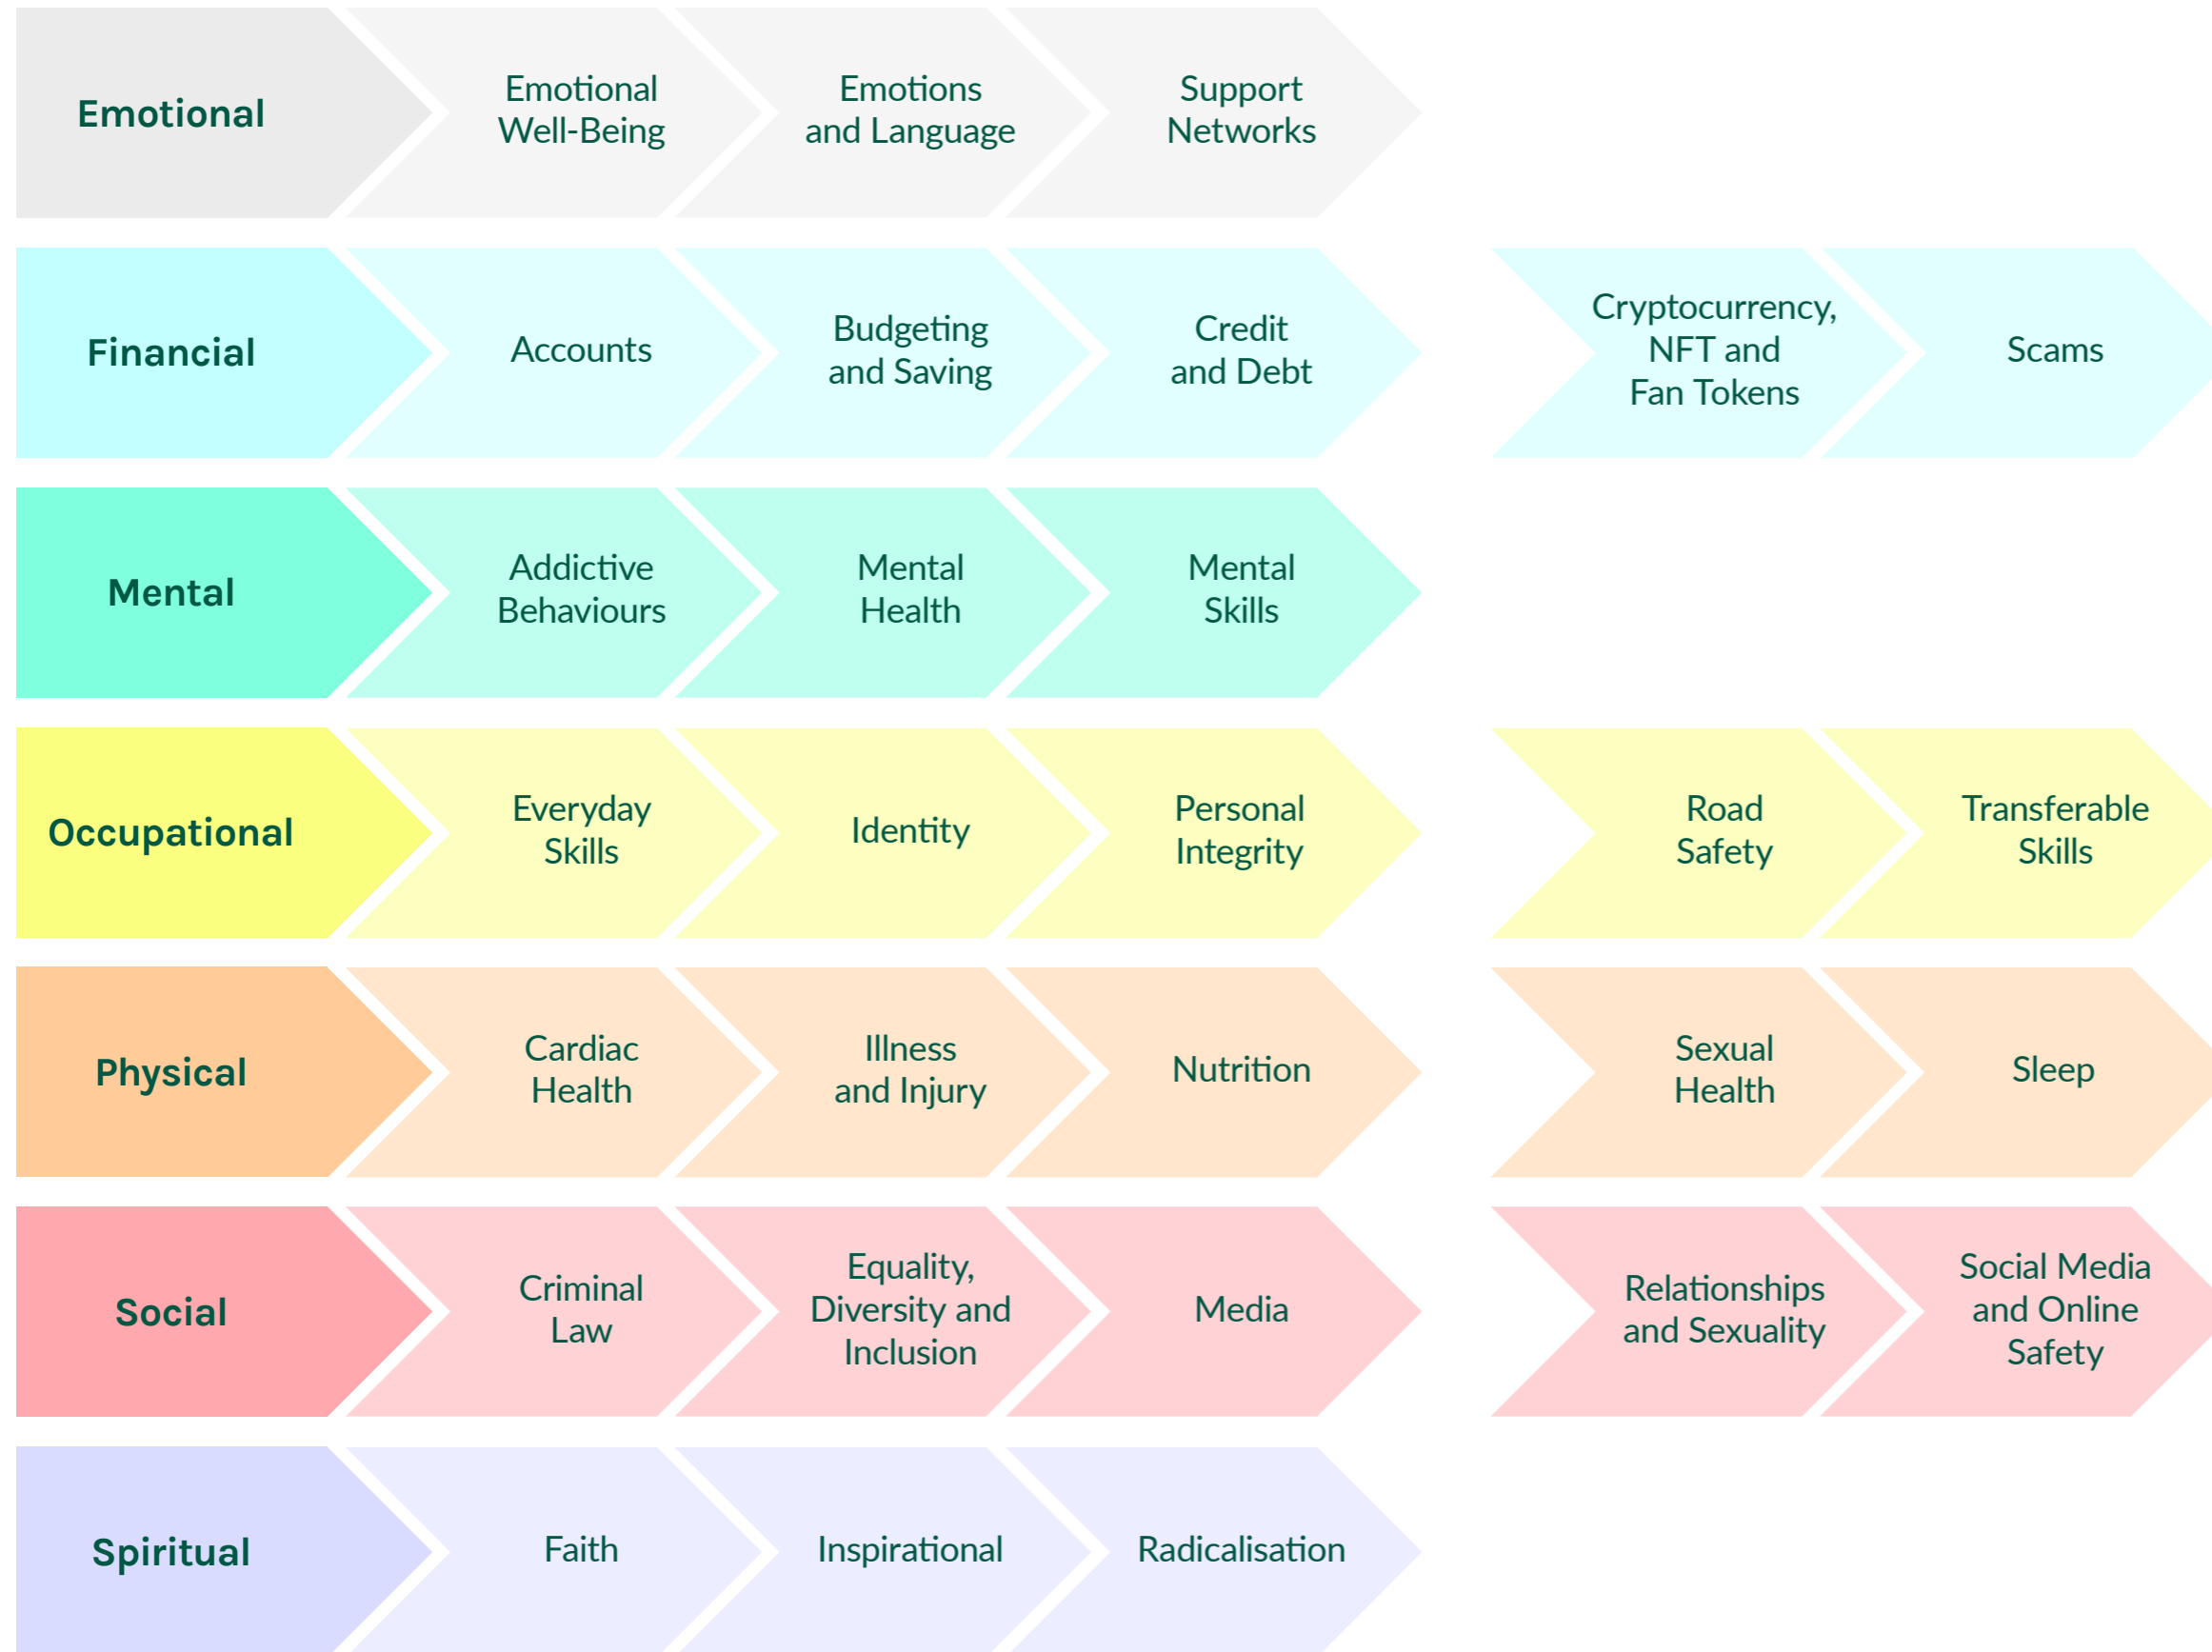 Emotional
Emotional
Well-Being
Emotions
and Language
Support
Networks
Financial
Accounts
Budgeting
and Saving
Credit
and Debt
Cryptocurrency,
NFT and
Fan Tokens
Scams
Mental
Addictive
Behaviours
Mental
Health
Mental
Skills
Occupational
Everyday
Skills
Identity
Personal
Integrity
Road
Safety
Transferable
Skills
Physical
Cardiac
Health
Illness
and Injury
Nutrition
Sexual
Health
Sleep
Social
Criminal
Law
Equality,
Diversity and
Inclusion
Media
Relationships
and Sexuality
Social Media
and Online
Safety
Spiritual
Faith
Inspirational
Radicalisation